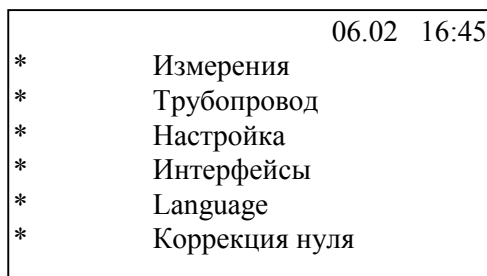 06.02 16:45
* Измерения
* Трубопровод
* Настройка
* Интерфейсы
* Language
* Коррекция нуля